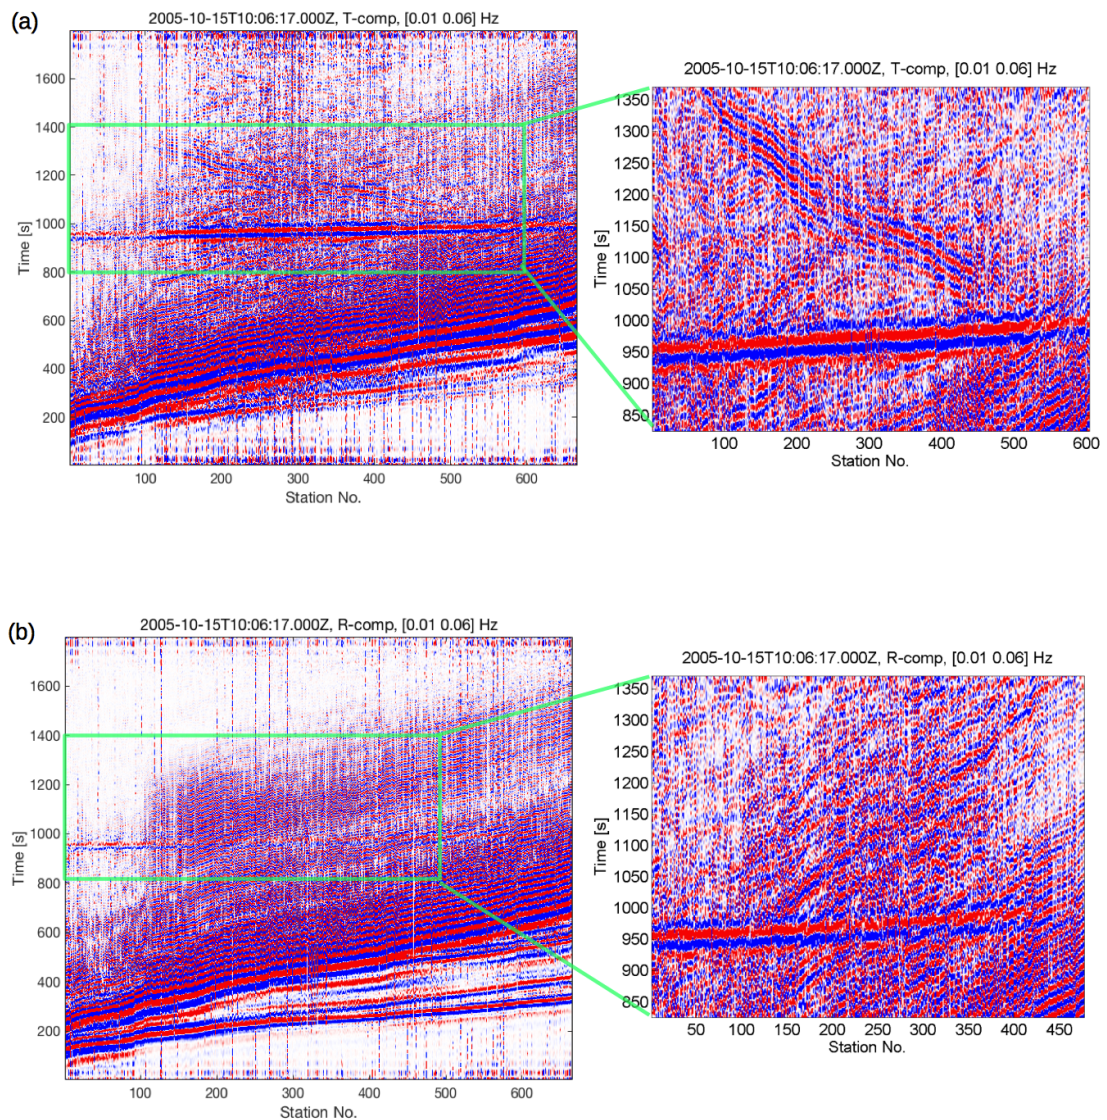 (a)
2005-10-15T10:06:17.000Z, T-comp, [0.01 0.06] Hz
Time [s]
1600
1400
1200
1000
800
600
400
200
100 200 300 400 500 600
Station No.
2005-10-15T10:06:17.000Z, T-comp, [0.01 0.06] Hz
Time [s]
1350
1300
1250
1200
1150
1100
1050
1000
950
900
850
100 200 300 400 500 600
Station No.
(b)
2005-10-15T10:06:17.000Z, R-comp, [0.01 0.06] Hz
Time [s]
1600
1400
1200
1000
800
600
400
200
100 200 300 400 500 600
Station No.
2005-10-15T10:06:17.000Z, R-comp, [0.01 0.06] Hz
Time [s]
1350
1300
1250
1200
1150
1100
1050
1000
950
900
850
50 100 150 200 250 300 350 400 450
Station No.